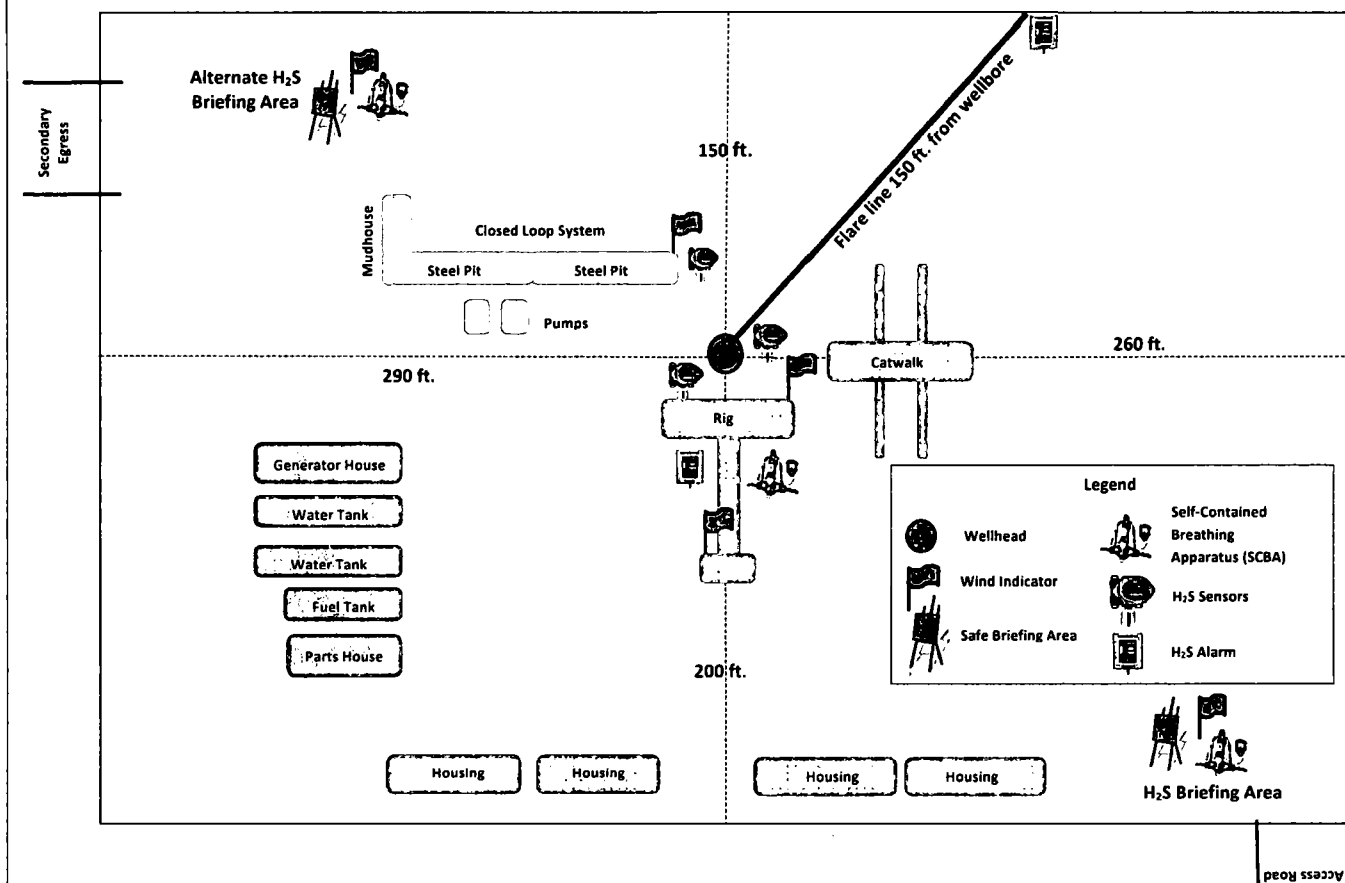 Alternate H₂S
Briefing Area
Secondary
Egress
150 ft.
Flare line 150 ft. from wellbore
Mudhouse
Closed Loop System
Steel Pit
Steel Pit
Pumps
290 ft.
260 ft.
Catwalk
Rig
Generator House
Water Tank
Water Tank
Fuel Tank
Parts House
200 ft.
Legend
Wellhead
Wind Indicator
Safe Briefing Area
Self-Contained
Breathing
Apparatus (SCBA)
H₂S Sensors
H₂S Alarm
Housing
Housing
Housing
Housing
H₂S Briefing Area
Access Road